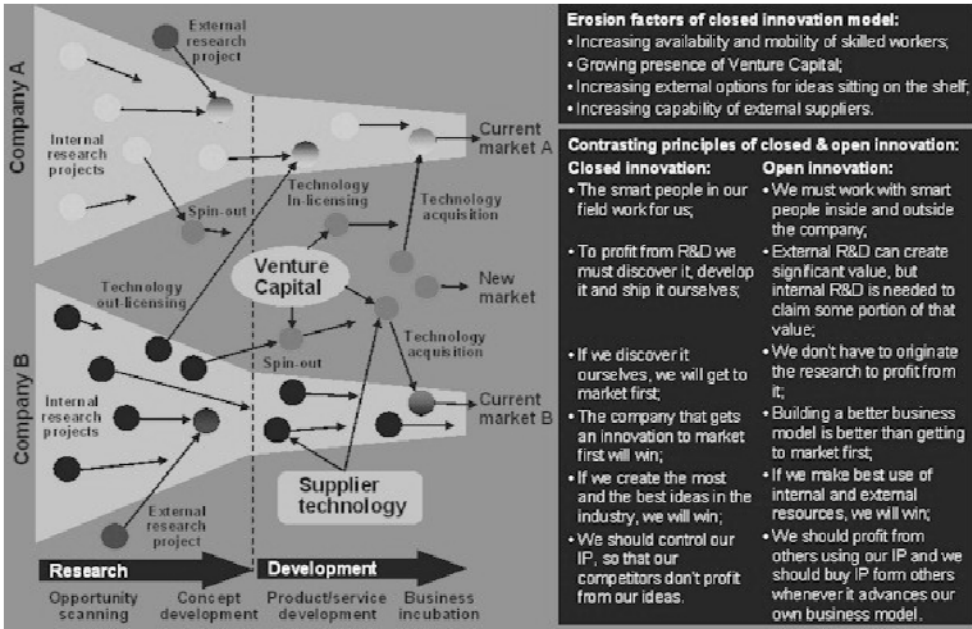 Company A
External
research
project
Internal
research
projects
Spin-out
Technology
In-licensing
Current
market A
Technology
acquisition
Venture
Capital
New
market
Technology
out-licensing
Company B
Spin-out
Technology
acquisition
Internal
research
projects
Current
market B
Supplier
technology
External
research
project
Research
Development
Opportunity
scanning
Concept
development
Product/service
development
Business
incubation
Erosion factors of closed innovation model:
• Increasing availability and mobility of skilled workers;
• Growing presence of Venture Capital;
• Increasing external options for ideas sitting on the shelf;
• Increasing capability of external suppliers.
Contrasting principles of closed & open innovation:
Closed innovation:
• The smart people in our
field work for us;
• To profit from R&D we
must discover it, develop
it and ship it ourselves;
• If we discover it
ourselves, we will get to
market first;
• The company that gets
an innovation to market
first will win;
• If we create the most
and the best ideas in the
industry, we will win;
• We should control our
IP, so that our
competitors don't profit
from our ideas.
Open innovation:
• We must work with smart
people inside and outside
the company;
• External R&D can create
significant value, but
internal R&D is needed to
claim some portion of that
value;
• We don't have to originate
the research to profit from
it;
• Building a better business
model is better than getting
to market first;
• If we make best use of
internal and external
resources, we will win;
• We should profit from
others using our IP and we
should buy IP form others
whenever it advances our
own business model.